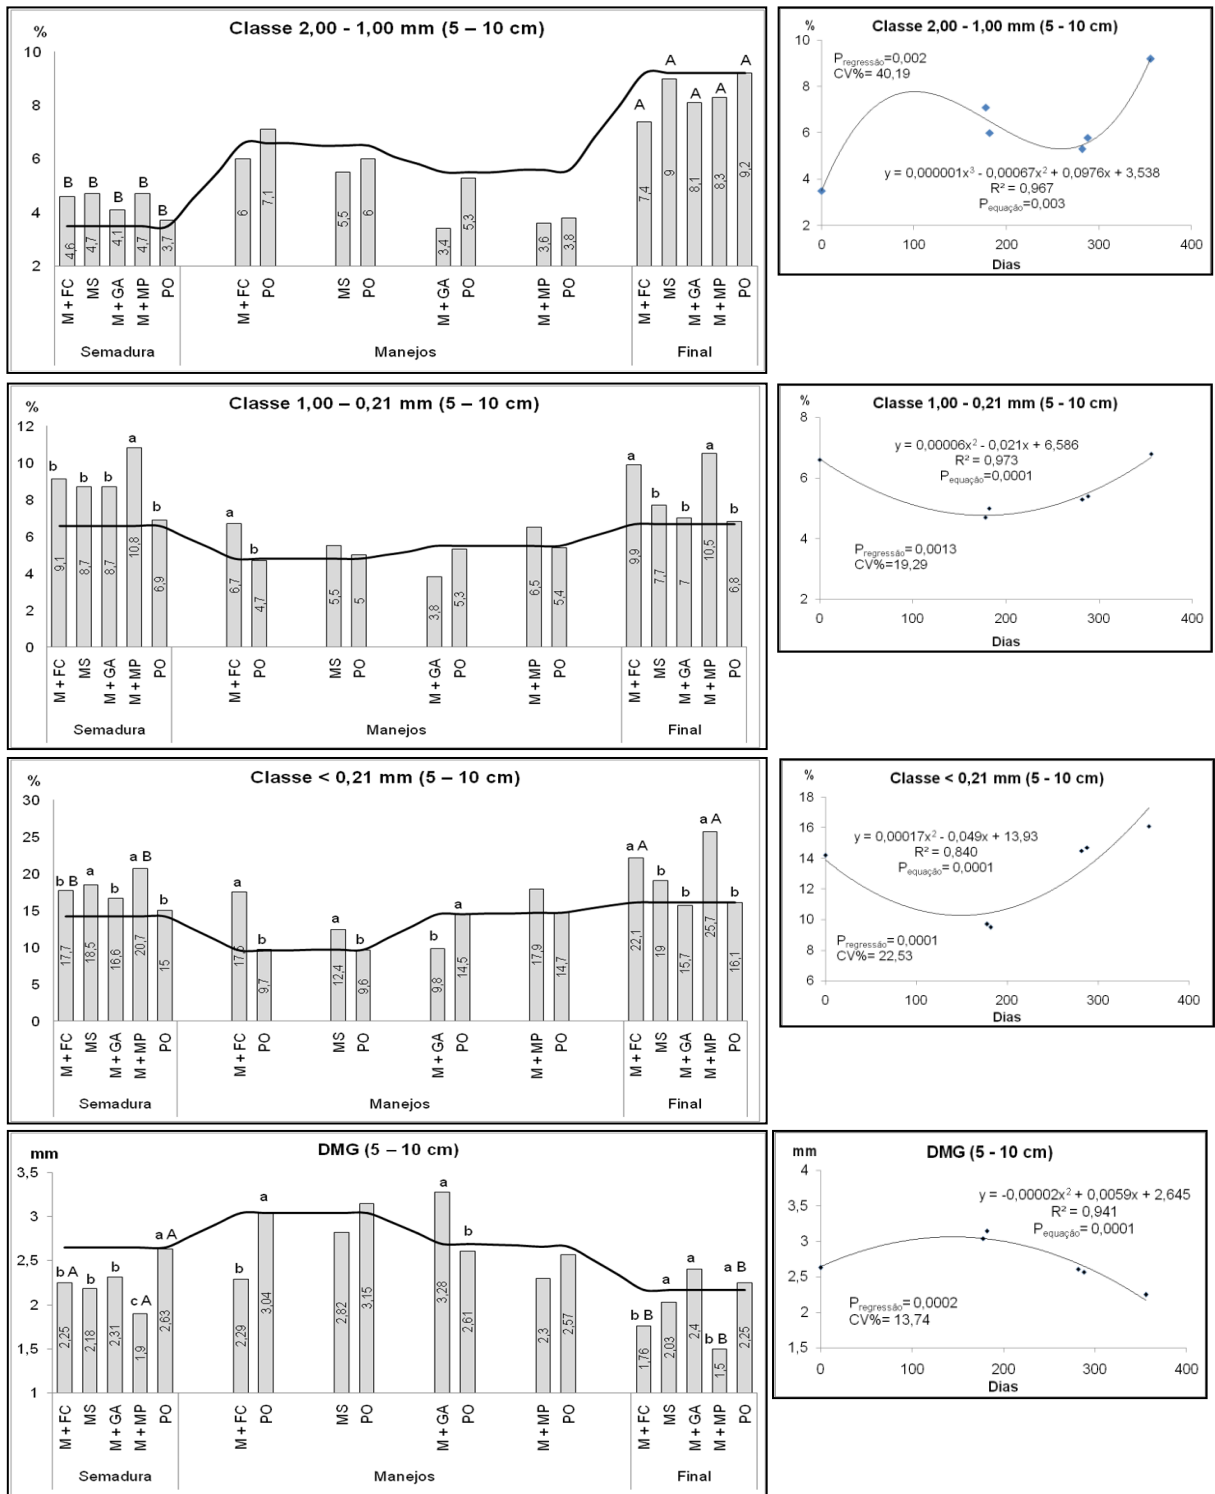 Classe 2,00 - 1,00 mm (5 – 10 cm)
%
10
8
6
4
2
B B B B B
A A A A A
4,6 4,7 4,1 4,7 3,7 6 7,1 5,5 6 3,4 5,3 3,6 3,8 7,4 9 8,1 8,3 9,2
M + FC MS M + GA M + MP PO M + FC PO MS PO M + GA PO M + MP PO M + FC MS M + GA M + MP PO
Semadura Manejos Final
Classe 2,00 - 1,00 mm (5 - 10 cm)
%
10
8
6
4
2
Pregressão=0,002
CV%= 40,19
y = 0,000001x³ - 0,00067x² + 0,0976x + 3,538
R² = 0,967
Pequação=0,003
0 100 200 300 400
Dias
Classe 1,00 – 0,21 mm (5 – 10 cm)
%
12
10
8
6
4
2
0
b b b a b a b a b b a b
9,1 8,7 8,7 10,8 6,9 6,7 4,7 5,5 5 3,8 5,3 6,5 5,4 9,9 7,7 7 10,5 6,8
M + FC MS M + GA M + MP PO M + FC PO MS PO M + GA PO M + MP PO M + FC MS M + GA M + MP PO
Semadura Manejos Final
Classe 1,00 - 0,21 mm (5 - 10 cm)
%
8
6
4
2
y = 0,00006x² - 0,021x + 6,586
R² = 0,973
Pequação=0,0001
Pregressão=0,0013
CV%=19,29
0 100 200 300 400
Dias
Classe < 0,21 mm (5 – 10 cm)
%
30
25
20
15
10
5
0
b B a b a B b a b a b b a a A b b a A b
17,7 18,5 16,6 20,7 15 9,7 12,4 9,6 9,8 14,5 17,9 14,7 22,1 19 15,7 25,7 16,1
M + FC MS M + GA M + MP PO M + FC PO MS PO M + GA PO M + MP PO M + FC MS M + GA M + MP PO
Semadura Manejos Final
Classe < 0,21 mm (5 - 10 cm)
%
18
16
14
12
10
8
6
y = 0,00017x² - 0,049x + 13,93
R² = 0,840
Pequação= 0,0001
Pregressão=0,0001
CV%= 22,53
0 100 200 300 400
Dias
DMG (5 – 10 cm)
mm
3,5
3
2,5
2
1,5
1
b A b b c A a A b a a b b B a a b B a B
2,25 2,18 2,31 1,9 2,63 2,29 3,04 2,82 3,15 3,28 2,61 2,3 2,57 1,76 2,03 2,4 1,5 2,25
M + FC MS M + GA M + MP PO M + FC PO MS PO M + GA PO M + MP PO M + FC MS M + GA M + MP PO
Semadura Manejos Final
DMG (5 - 10 cm)
mm
4
3,5
3
2,5
2
1,5
y = -0,00002x² + 0,0059x + 2,645
R² = 0,941
Pequação= 0,0001
Pregressão= 0,0002
CV%= 13,74
0 100 200 300 400
Dias